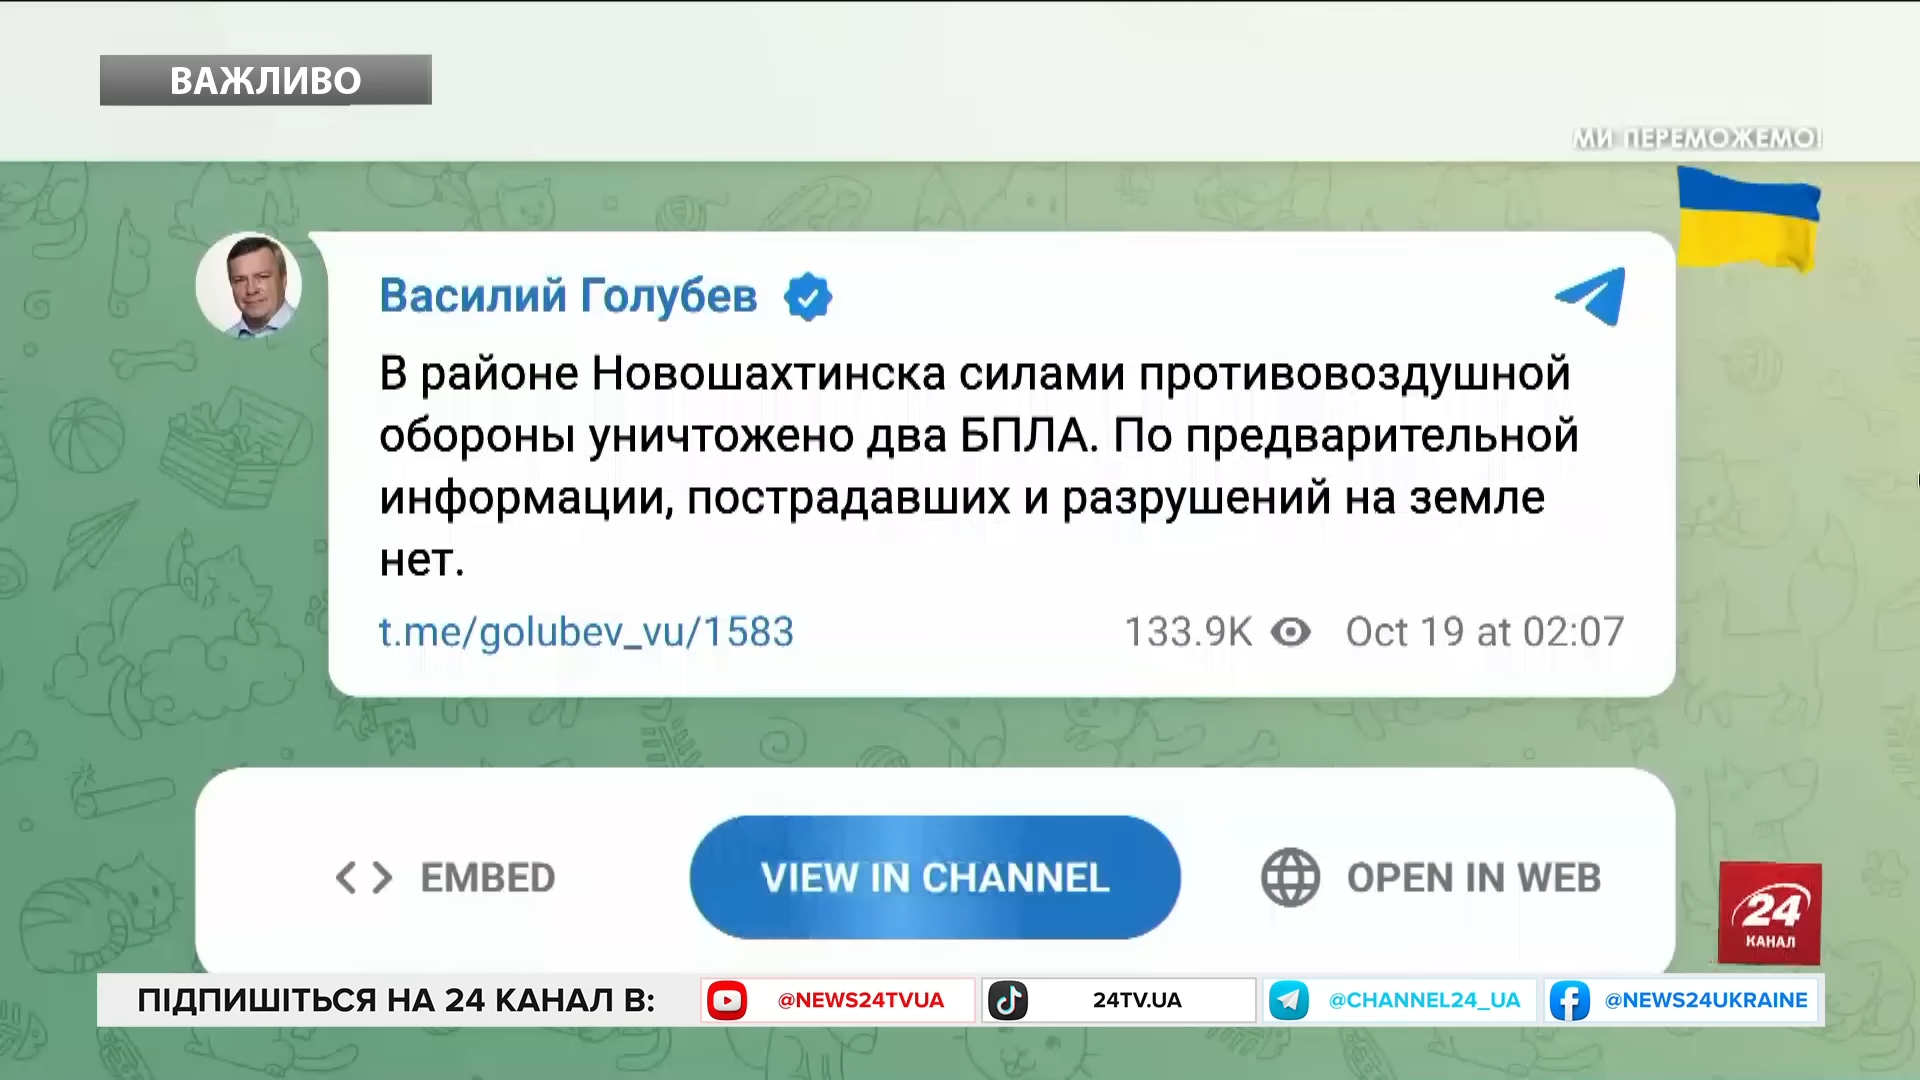 ВАЖЛИВО
МИ ПЕРЕМОЖЕМО!
Василий Голубев
В районе Новошахтинска силами противовоздушной
обороны уничтожено два БПЛА. По предварительной
информации, пострадавших и разрушений на земле
нет.
t.me/golubev_vu/1583 133.9K Oct 19 at 02:07
EMBED VIEW IN CHANNEL OPEN IN WEB
24
КАНАЛ
ПІДПИШІТЬСЯ НА 24 КАНАЛ В: @NEWS24TVUA 24TV.UA @CHANNEL24_UA @NEWS24UKRAINE